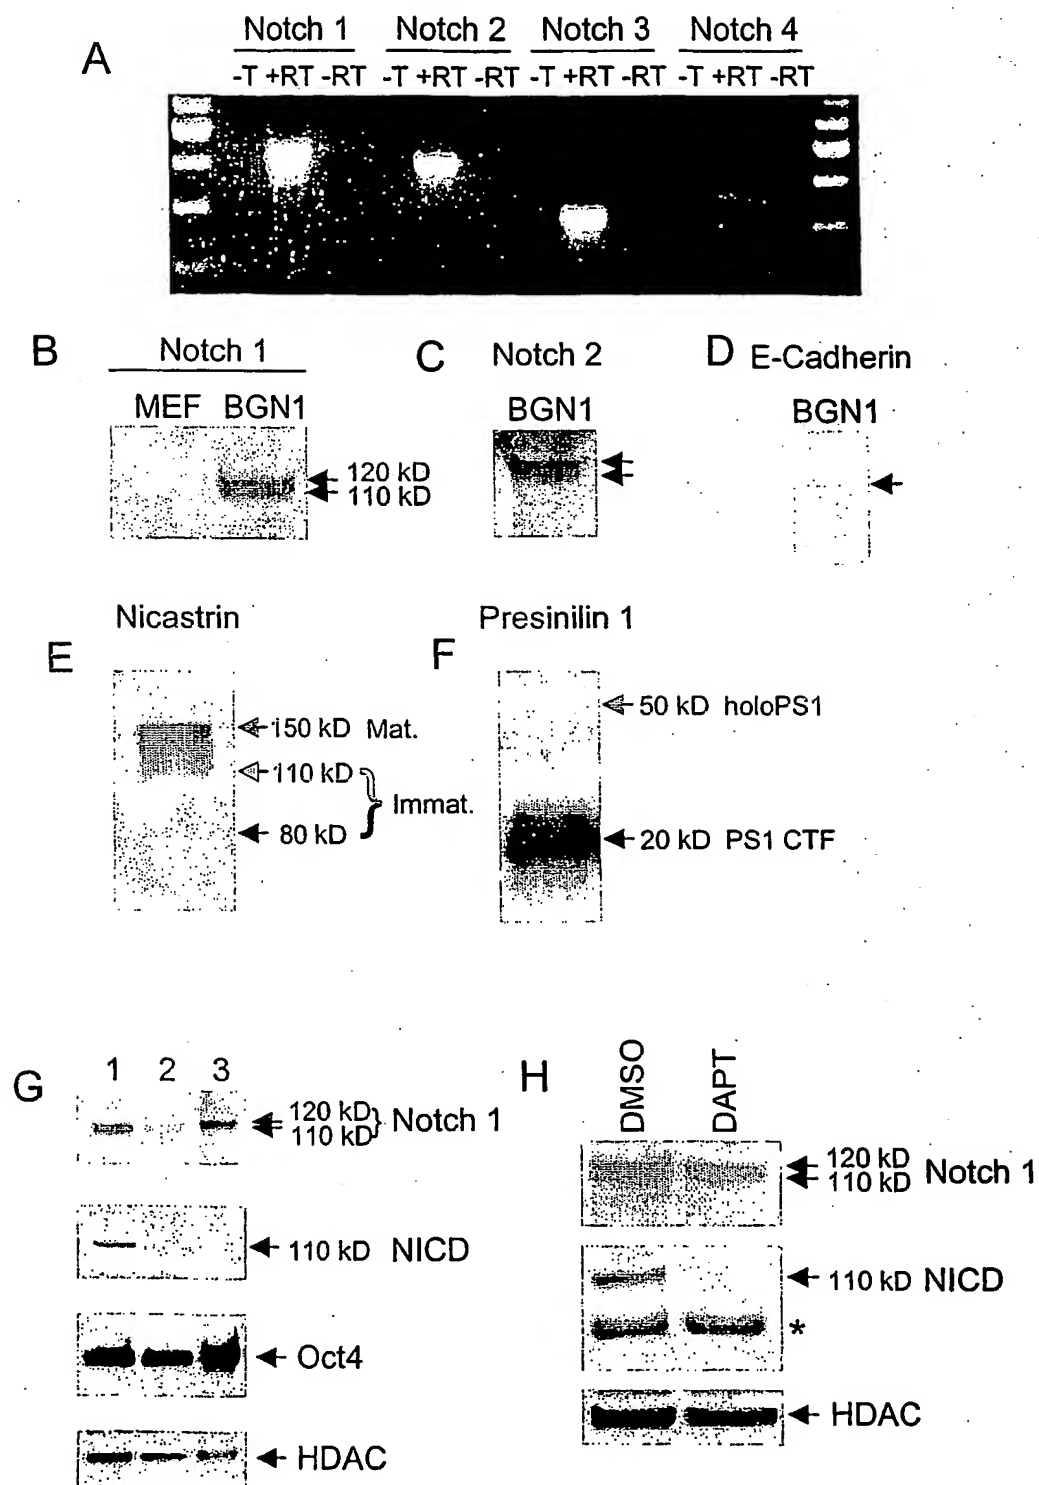 A
Notch 1 Notch 2 Notch 3 Notch 4
-T +RT -RT -T +RT -RT -T +RT -RT -T +RT -RT
B
Notch 1
MEF BGN1
120 kD
110 kD
C
Notch 2
BGN1
D E-Cadherin
BGN1
E
Nicastrin
150 kD Mat.
110 kD
80 kD
Immat.
F
Presinilin 1
50 kD holoPS1
20 kD PS1 CTF
G
1 2 3
120 kD
110 kD
Notch 1
110 kD NICD
Oct4
HDAC
H
DMSO
DAPT
120 kD
110 kD
Notch 1
110 kD NICD
*
HDAC